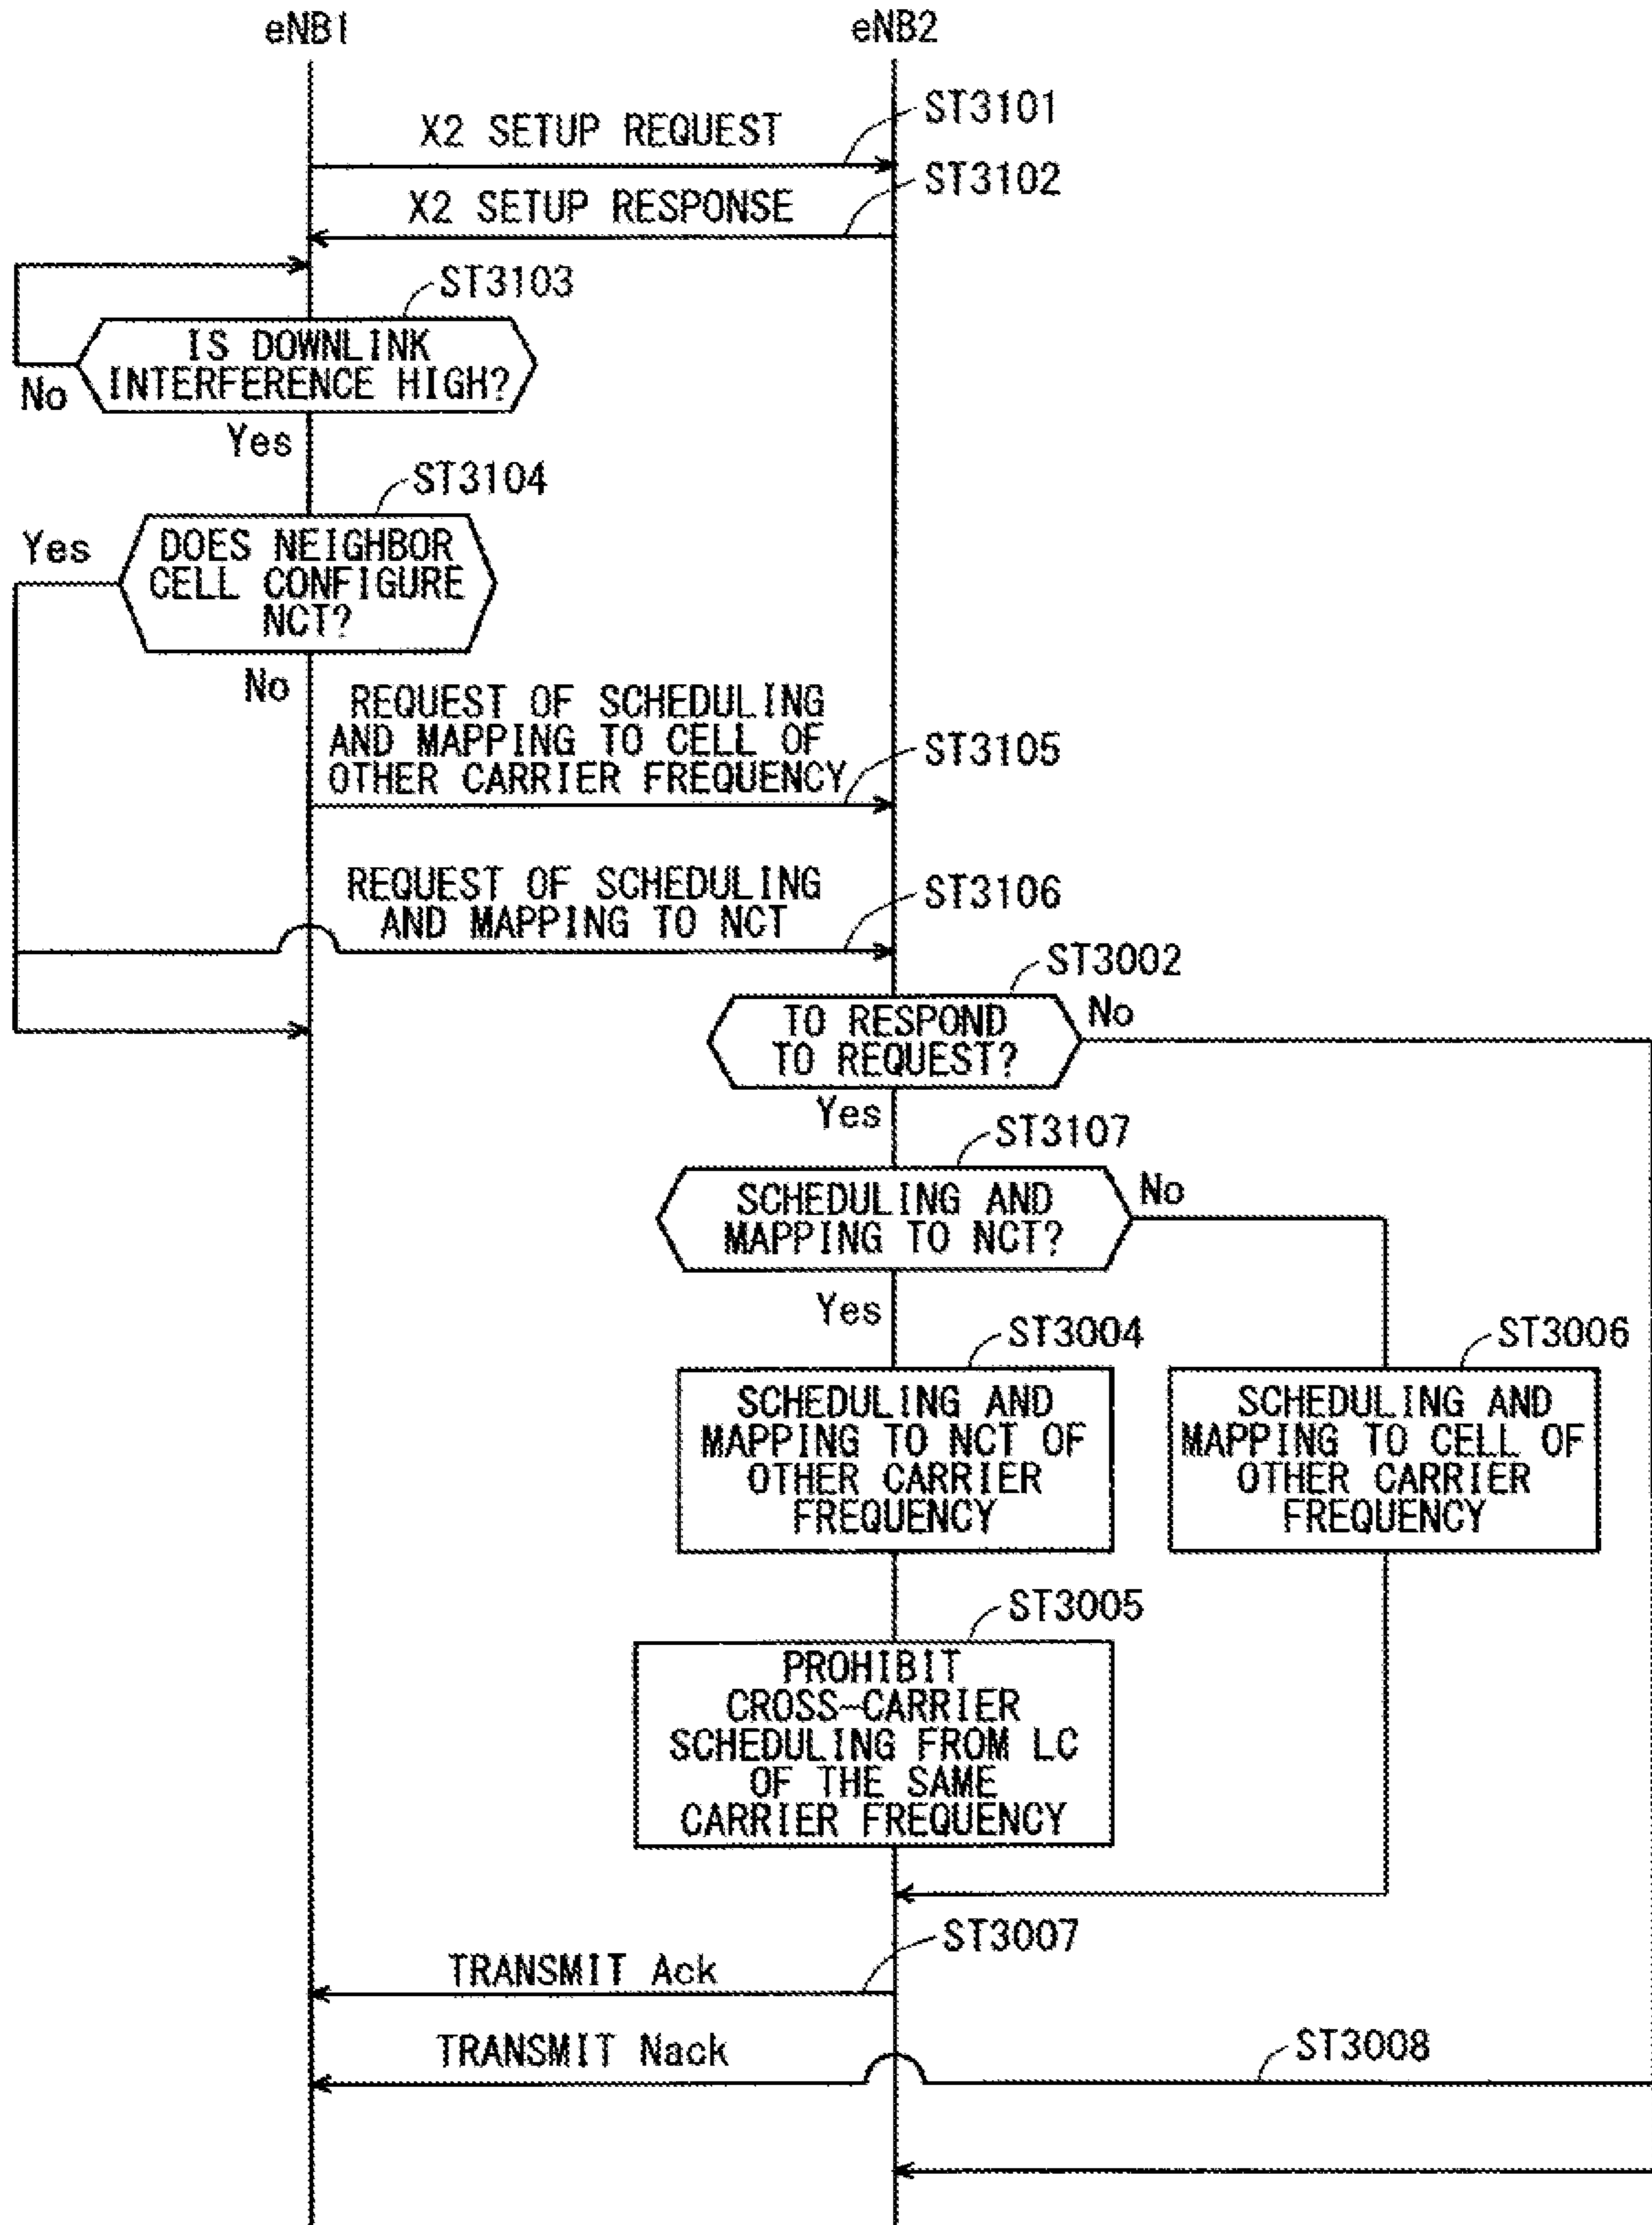 eNB1
eNB2
ST3101
X2 SETUP REQUEST
ST3102
X2 SETUP RESPONSE
ST3103
IS DOWNLINK
INTERFERENCE HIGH?
No
Yes
ST3104
Yes
DOES NEIGHBOR
CELL CONFIGURE
NCT?
No
REQUEST OF SCHEDULING
AND MAPPING TO CELL OF
OTHER CARRIER FREQUENCY
ST3105
REQUEST OF SCHEDULING
AND MAPPING TO NCT
ST3106
ST3002
TO RESPOND
TO REQUEST?
No
Yes
ST3107
SCHEDULING AND
MAPPING TO NCT?
No
Yes
ST3004
SCHEDULING AND
MAPPING TO NCT OF
OTHER CARRIER
FREQUENCY
ST3006
SCHEDULING AND
MAPPING TO CELL OF
OTHER CARRIER
FREQUENCY
ST3005
PROHIBIT
CROSS-CARRIER
SCHEDULING FROM LC
OF THE SAME
CARRIER FREQUENCY
ST3007
TRANSMIT Ack
TRANSMIT Nack
ST3008